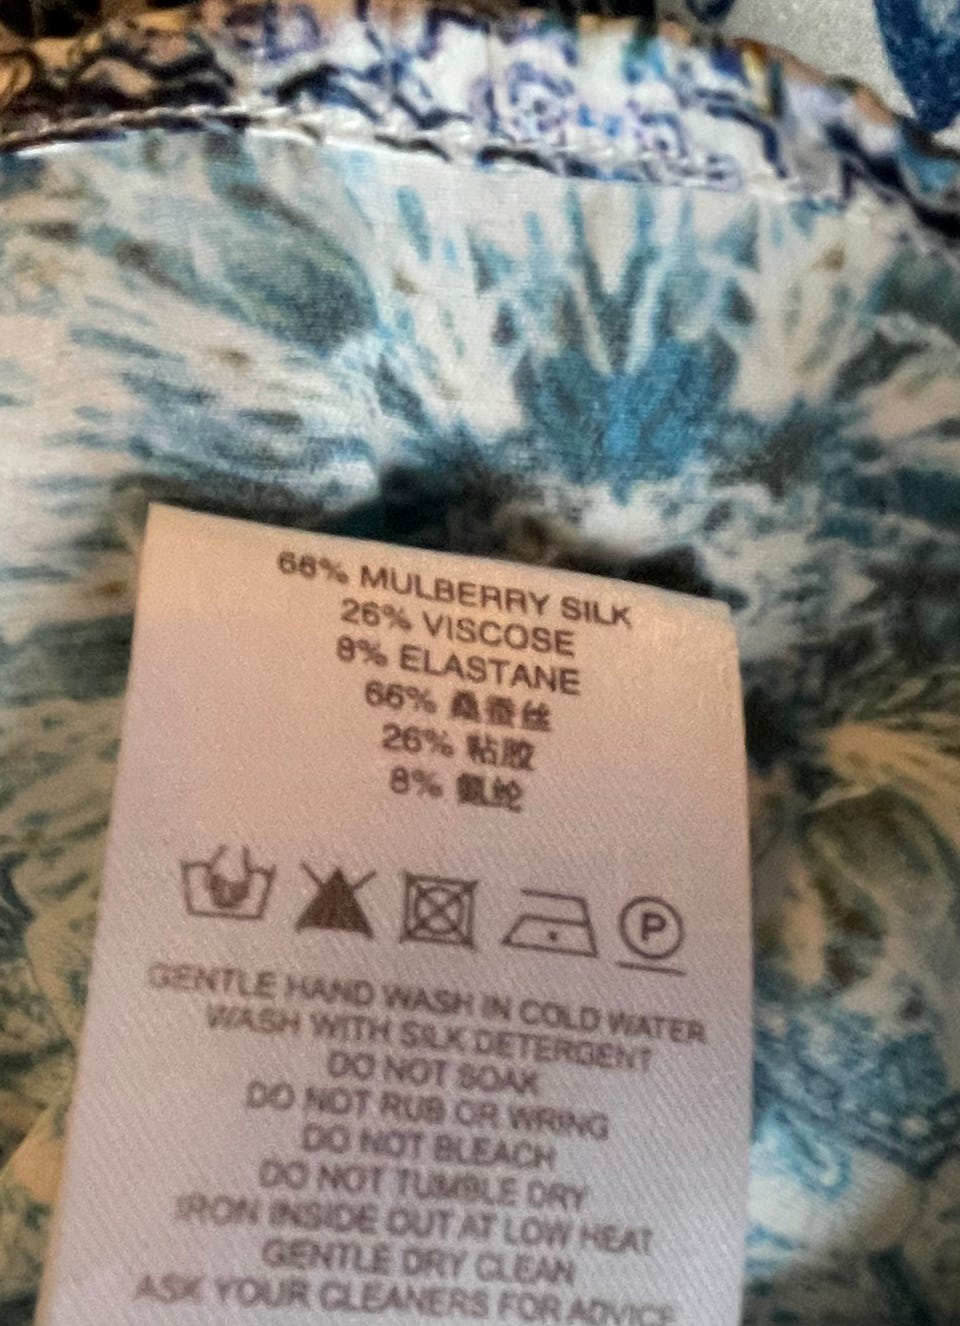 66% MULBERRY SILK
26% VISCOSE
8% ELASTANE
66% 桑蚕丝
26% 粘胶
8% 氨纶
P
GENTLE HAND WASH IN COLD WATER
WASH WITH SILK DETERGENT
DO NOT SOAK
DO NOT RUB OR WRING
DO NOT BLEACH
DO NOT TUMBLE DRY
IRON INSIDE OUT AT LOW HEAT
GENTLE DRY CLEAN
ASK YOUR CLEANERS FOR ADVICE